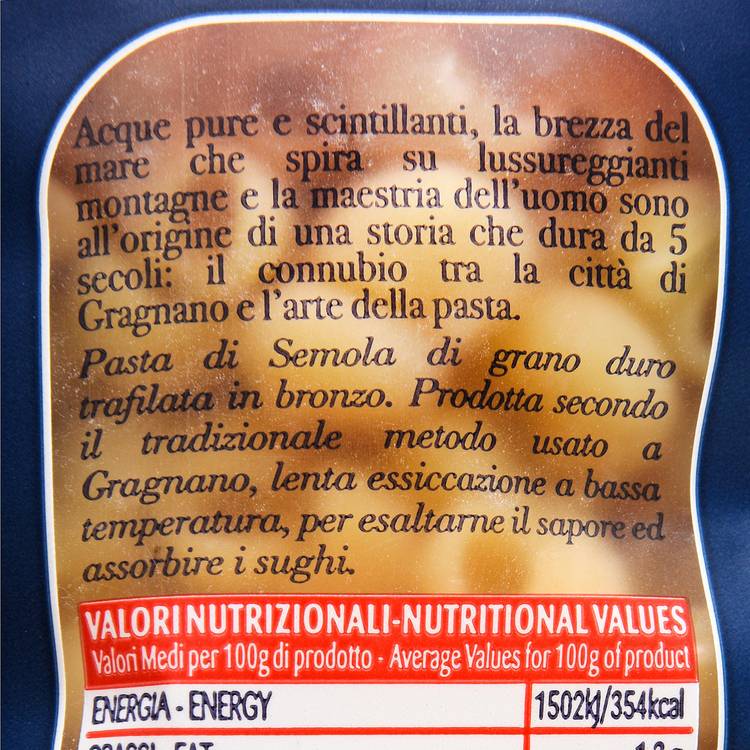 Acque pure e scintillanti, la brezza del
mare che spira su lussureggianti
montagne e la maestria dell'uomo sono
all'origine di una storia che dura da 5
secoli: il connubio tra la città di
Gragnano e l'arte della pasta.
Pasta di Semola di grano duro
trafilata in bronzo. Prodotta secondo
il tradizionale metodo usato a
Gragnano, lenta essiccazione a bassa
temperatura, per esaltarne il sapore ed
assorbire i sughi.
VALORI NUTRIZIONALI-NUTRITIONAL VALUES
Valori Medi per 100g di prodotto - Average Values for 100g of product
ENERGIA - ENERGY 1502kJ/354kcal